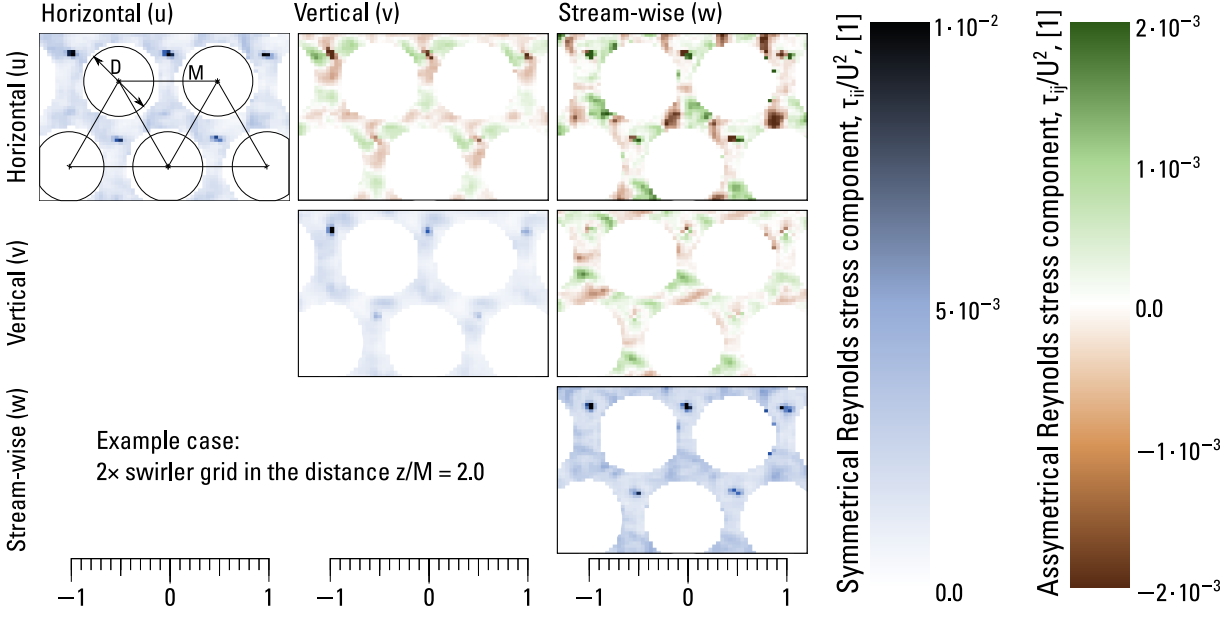 Horizontal (u)
Vertical (v)
Stream-wise (w)
Horizontal (u)
D
M
Vertical (v)
Stream-wise (w)
Example case:
2× swirler grid in the distance z/M = 2.0
−1 0 1
−1 0 1
−1 0 1
Symmetrical Reynolds stress component, τii/U², [1]
1·10⁻²
5·10⁻³
0.0
Assymetrical Reynolds stress component, τij/U², [1]
2·10⁻³
1·10⁻³
0.0
−1·10⁻³
−2·10⁻³